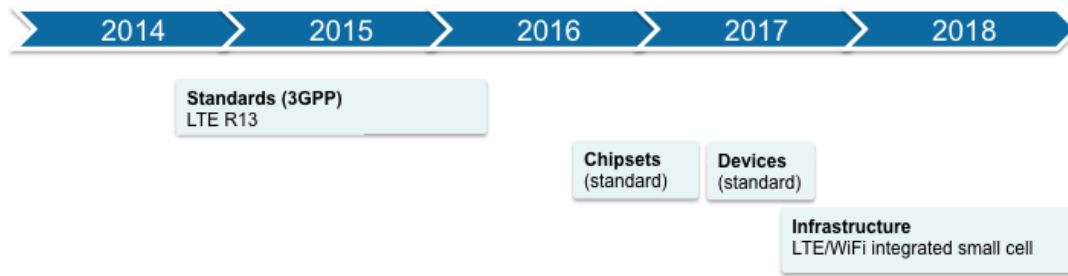 2014 2015 2016 2017 2018
Standards (3GPP)
LTE R13
Chipsets
(standard)
Devices
(standard)
Infrastructure
LTE/WiFi integrated small cell